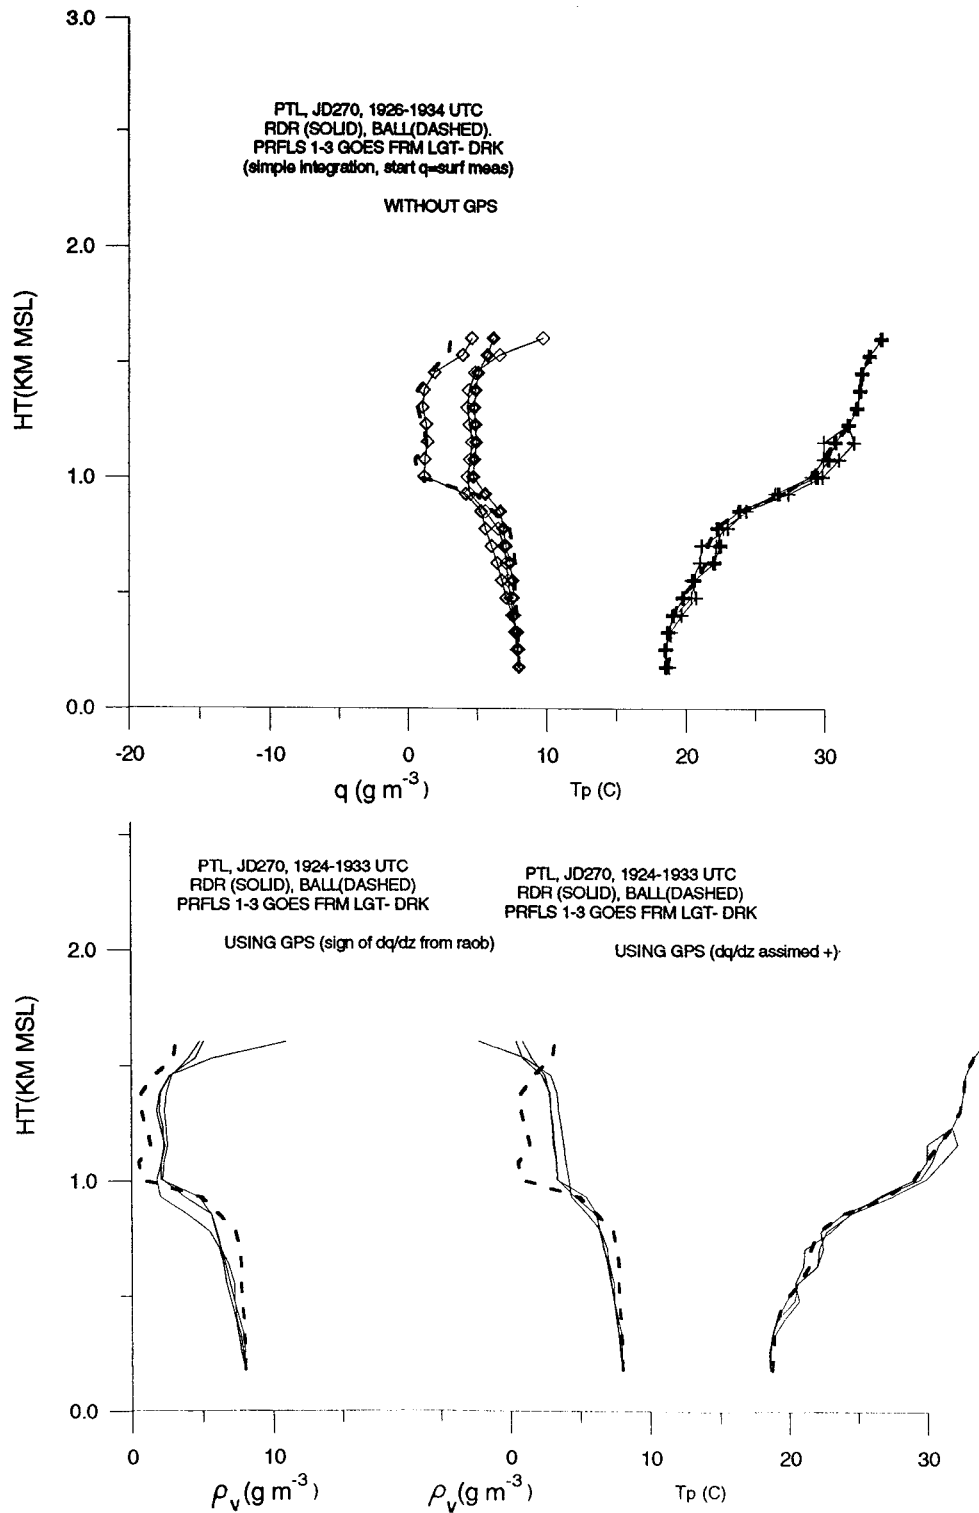 3.0
PTL, JD270, 1926-1934 UTC
RDR (SOLID), BALL(DASHED).
PRFLS 1-3 GOES FRM LGT- DRK
(simple integration, start q=surf meas)
WITHOUT GPS
2.0
HT(KM MSL)
1.0
0.0
-20 -10 0 10 20 30
q (g m-3) Tp (C)
PTL, JD270, 1924-1933 UTC
RDR (SOLID), BALL(DASHED)
PRFLS 1-3 GOES FRM LGT- DRK
USING GPS (sign of dq/dz from raob)
PTL, JD270, 1924-1933 UTC
RDR (SOLID), BALL(DASHED)
PRFLS 1-3 GOES FRM LGT- DRK
USING GPS (dq/dz assimed +)
2.0
HT(KM MSL)
1.0
0.0
0 10 0 10 20 30
ρv(g m-3) ρv(g m-3) Tp (C)